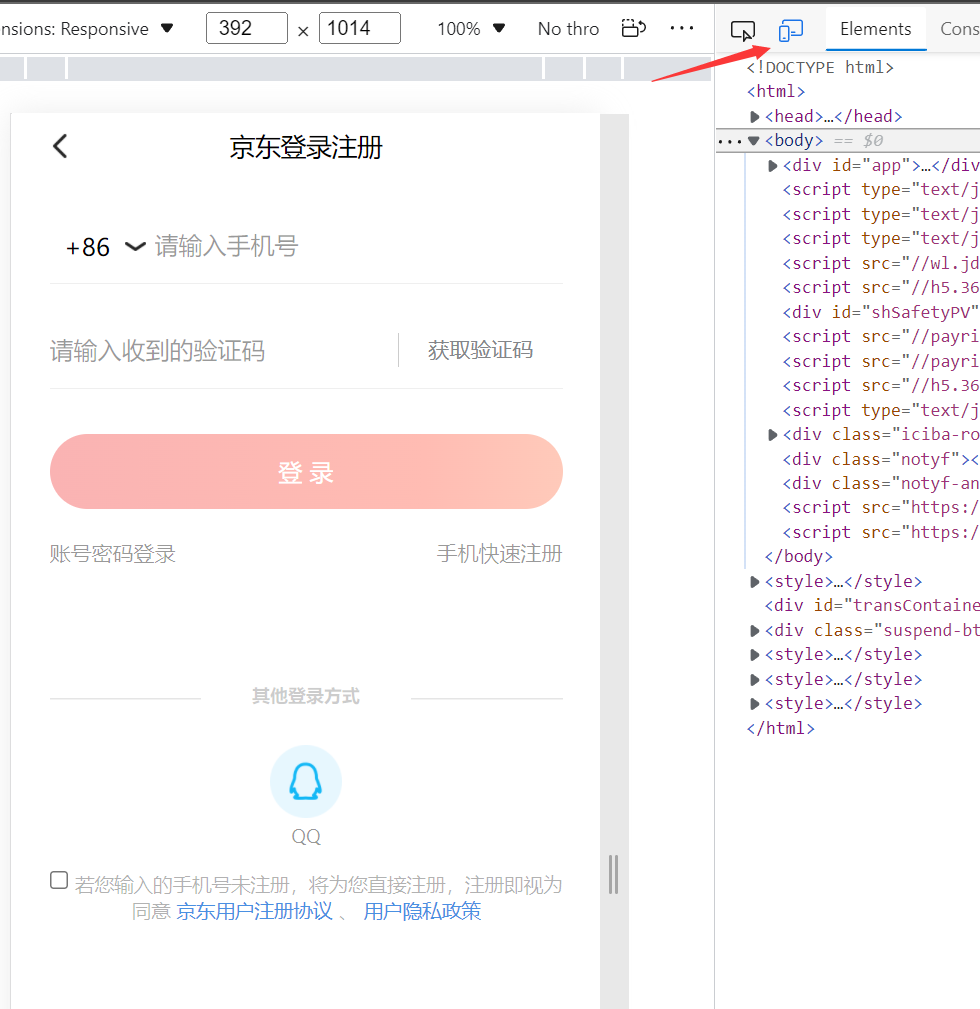 nsions: Responsive ▼ 392 × 1014 100% ▼ No thro
Elements Cons
京东登录注册
+86 请输入手机号
请输入收到的验证码 获取验证码
登 录
账号密码登录 手机快速注册
其他登录方式
QQ
若您输入的手机号未注册，将为您直接注册，注册即视为
同意 京东用户注册协议 、 用户隐私政策
<!DOCTYPE html>
<html>
<head>…</head>
<body> == $0
<div id="app">…</div
<script type="text/j
<script type="text/j
<script type="text/j
<script src="//wl.jd
<script src="//h5.36
<div id="shSafetyPV"
<script src="//payri
<script src="//payri
<script src="//h5.36
<script type="text/j
<div class="iciba-ro
<div class="notyf"><
<div class="notyf-an
<script src="https:/
<script src="https:/
</body>
<style>…</style>
<div id="transContaine
<div class="suspend-bt
<style>…</style>
<style>…</style>
<style>…</style>
</html>